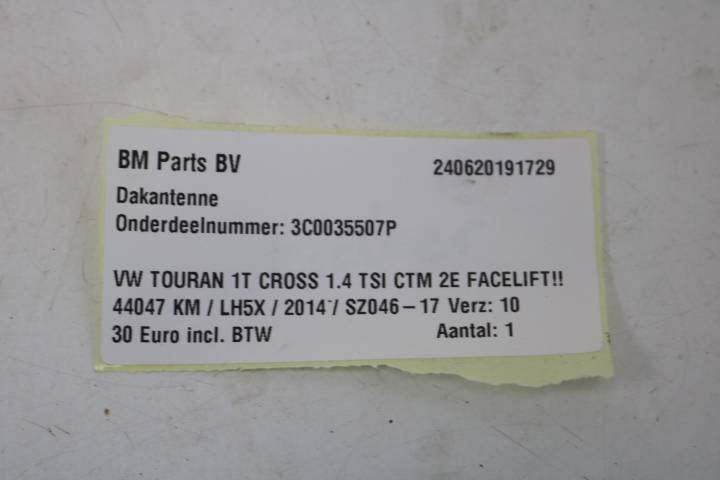 BM Parts BV 240620191729
Dakantenne
Onderdeelnummer: 3C0035507P
VW TOURAN 1T CROSS 1.4 TSI CTM 2E FACELIFT!!
44047 KM / LH5X / 2014 / SZ046-17 Verz: 10
30 Euro incl. BTW Aantal: 1